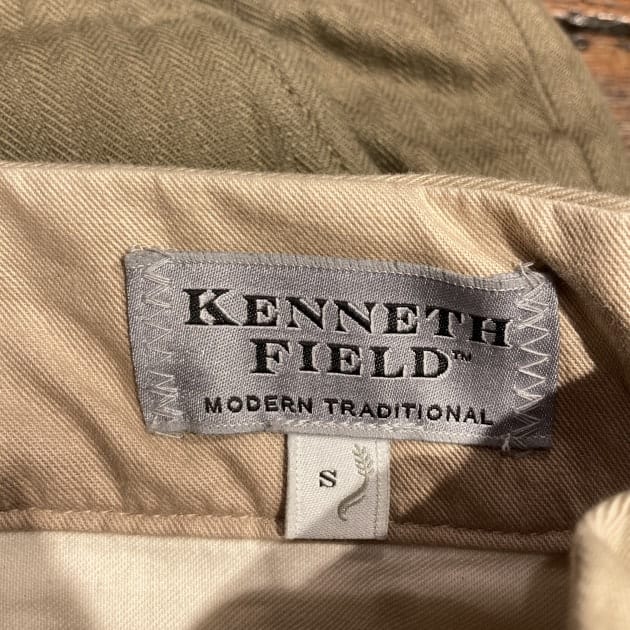 KENNETH
FIELD™
MODERN TRADITIONAL
S